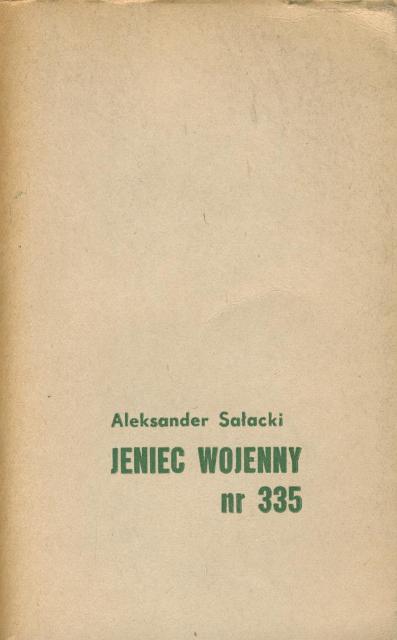 Aleksander Sałacki
JENIEC WOJENNY
nr 335